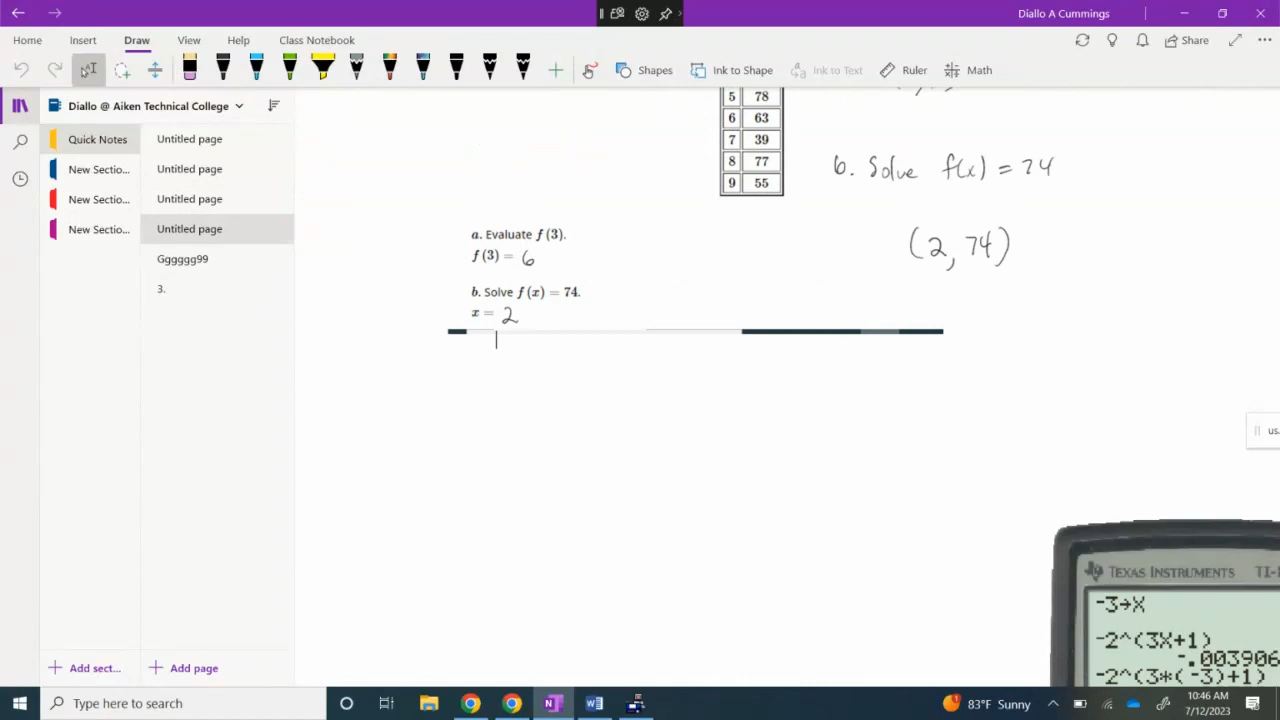 Diallo A Cummings
Home Insert Draw View Help Class Notebook
Share
Shapes Ink to Shape Ink to Text Ruler Math
Diallo @ Aiken Technical College
Quick Notes
New Sectio...
New Sectio...
New Sectio...
Untitled page
Untitled page
Untitled page
Untitled page
Gggggg99
3.
5 78
6 63
7 39
8 77
9 55
b. Solve f(x) = 74
(2, 74)
a. Evaluate f (3).
f (3) = 6
b. Solve f (x) = 74.
x = 2
us.
TEXAS INSTRUMENTS TI-
-3→X
-2^(3X+1)
-.003906
-2^(3*(-3)+1)
Add sect...
Add page
Type here to search
83°F Sunny
10:46 AM
7/12/2023